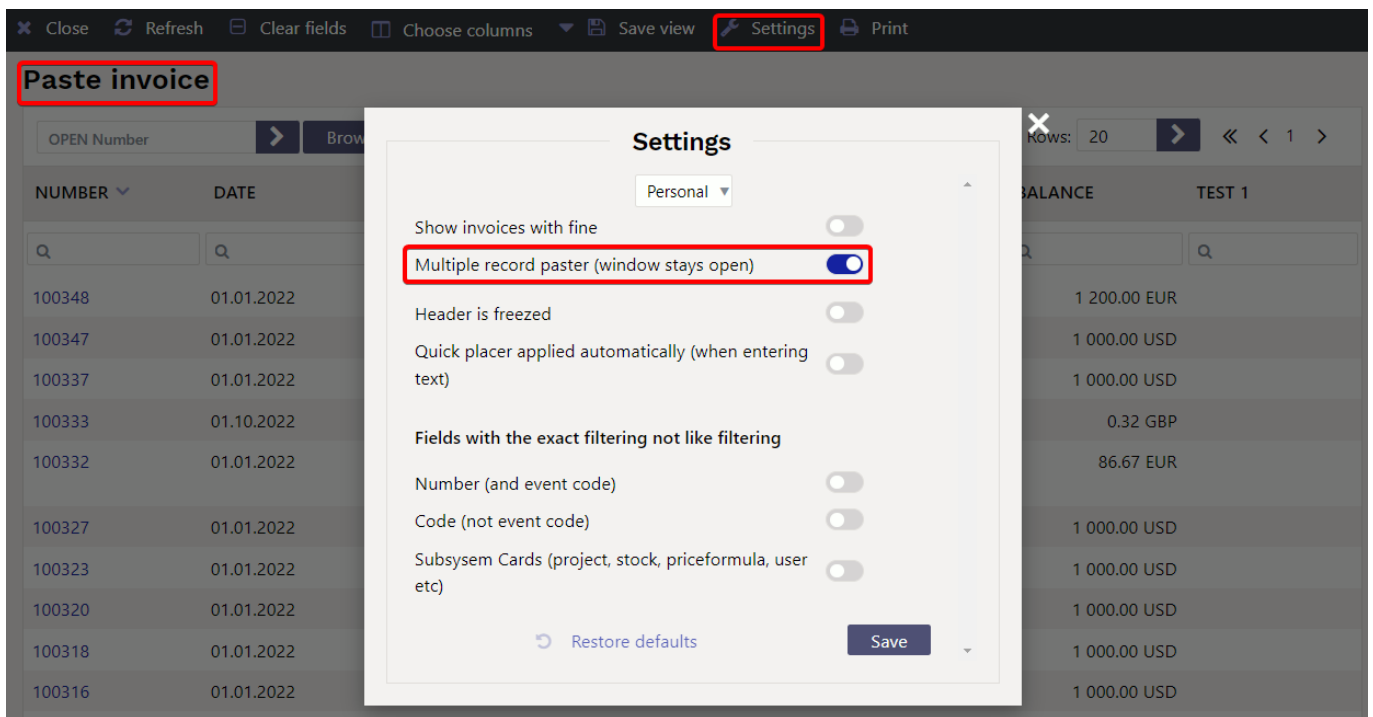 Close Refresh Clear fields Choose columns Save view Settings Print
Paste invoice
OPEN Number Brow Rows: 20 1
NUMBER DATE BALANCE TEST 1
Settings
Personal
Show invoices with fine
Multiple record paster (window stays open)
Header is freezed
Quick placer applied automatically (when entering
text)
Fields with the exact filtering not like filtering
Number (and event code)
Code (not event code)
Subsysem Cards (project, stock, priceformula, user
etc)
Restore defaults Save
100348 01.01.2022 1 200.00 EUR
100347 01.01.2022 1 000.00 USD
100337 01.01.2022 1 000.00 USD
100333 01.10.2022 0.32 GBP
100332 01.01.2022 86.67 EUR
100327 01.01.2022 1 000.00 USD
100323 01.01.2022 1 000.00 USD
100320 01.01.2022 1 000.00 USD
100318 01.01.2022 1 000.00 USD
100316 01.01.2022 1 000.00 USD